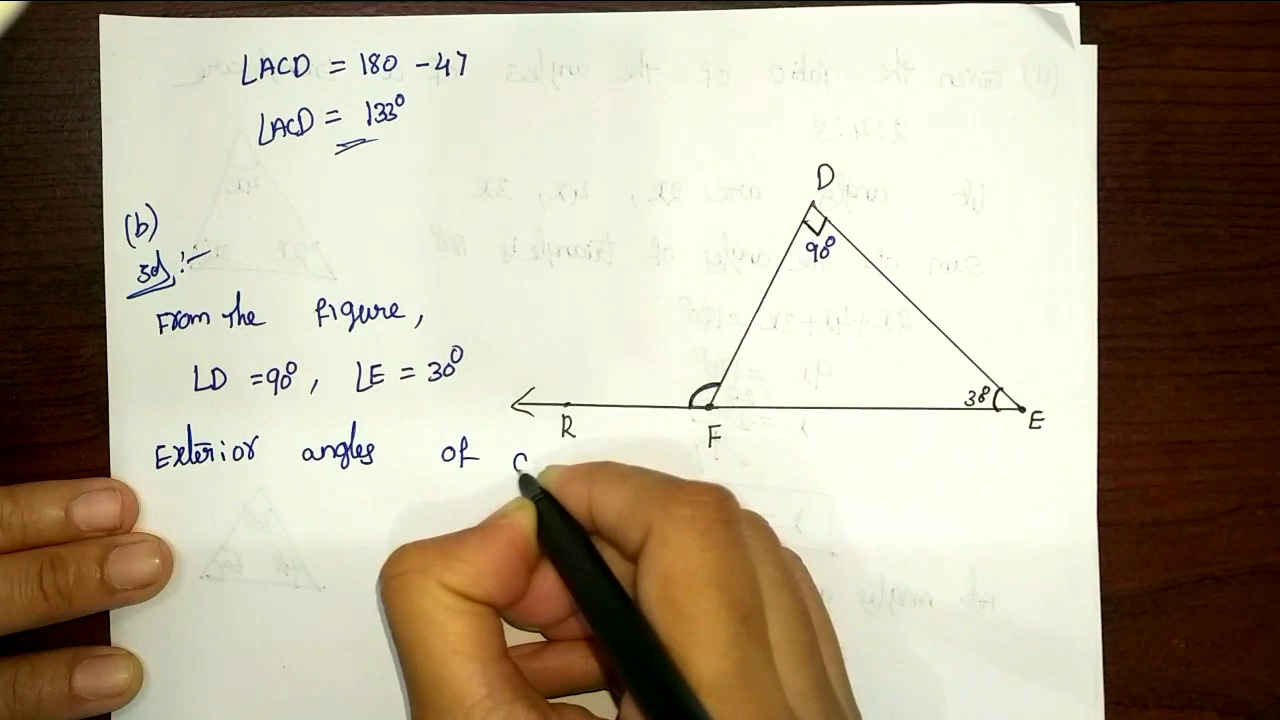 ∠ACD = 180 - 47
∠ACD = 133°
(b)
Sol:-
From the figure,
∠D = 90°, ∠E = 30°
Exterior angles of
D
90°
38
E
F
R